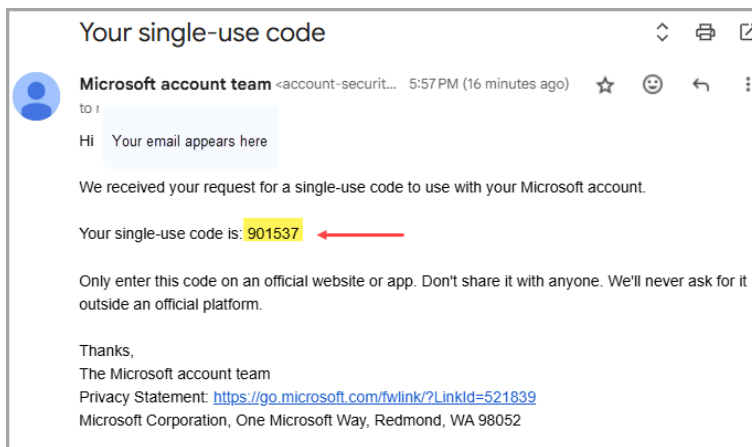 Your single-use code
Microsoft account team <account-securit... 5:57 PM (16 minutes ago)
to
Hi Your email appears here
We received your request for a single-use code to use with your Microsoft account.
Your single-use code is: 901537
Only enter this code on an official website or app. Don't share it with anyone. We'll never ask for it
outside an official platform.
Thanks,
The Microsoft account team
Privacy Statement: https://go.microsoft.com/fwlink/?LinkId=521839
Microsoft Corporation, One Microsoft Way, Redmond, WA 98052